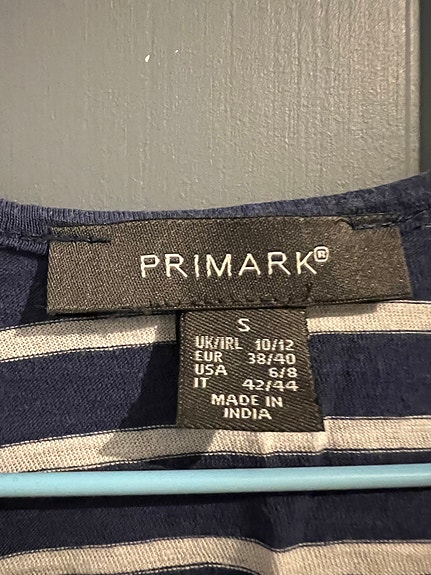 PRIMARK®
S
UK/IRL 10/12
EUR 38/40
USA 6/8
IT 42/44
MADE IN
INDIA